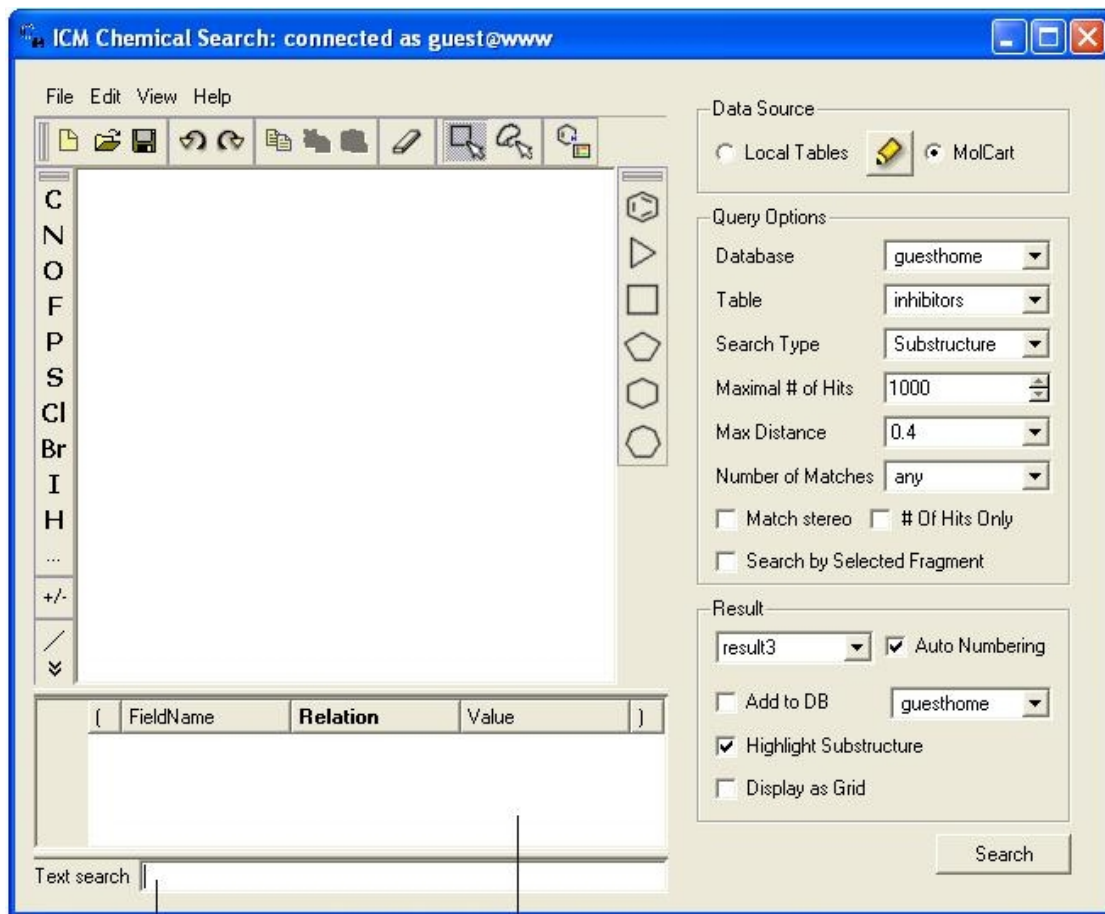 ICM Chemical Search: connected as guest@www
File Edit View Help
C
N
O
F
P
S
Cl
Br
I
H
...
+/-
( FieldName Relation Value )
Text search
Data Source
Local Tables MolCart
Query Options
Database guesthome
Table inhibitors
Search Type Substructure
Maximal # of Hits 1000
Max Distance 0.4
Number of Matches any
Match stereo # Of Hits Only
Search by Selected Fragment
Result
result3 Auto Numbering
Add to DB guesthome
Highlight Substructure
Display as Grid
Search